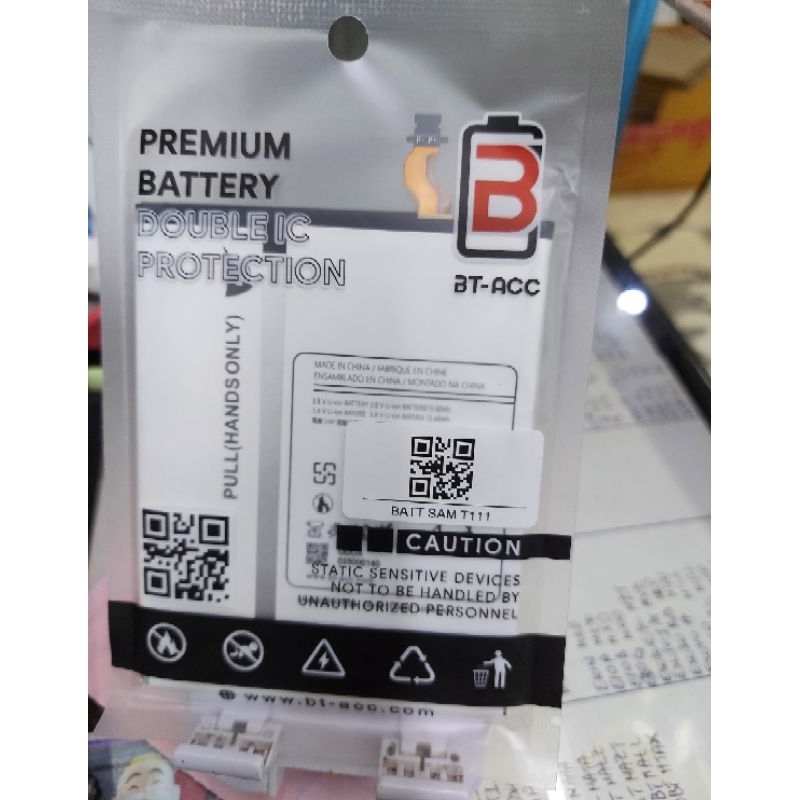 PREMIUM
BATTERY
DOUBLE IC
PROTECTION
B
BT-ACC
PULL(HANDSONLY)
MADE IN CHINA / FABRIQUE EN CHINE
ENSAMBLADO EN CHINA / MONTADO NA CHINA
BATT SAM T111
CAUTION
STATIC SENSITIVE DEVICES
NOT TO BE HANDLED BY
UNAUTHORIZED PERSONNEL
www.bt-acc.com